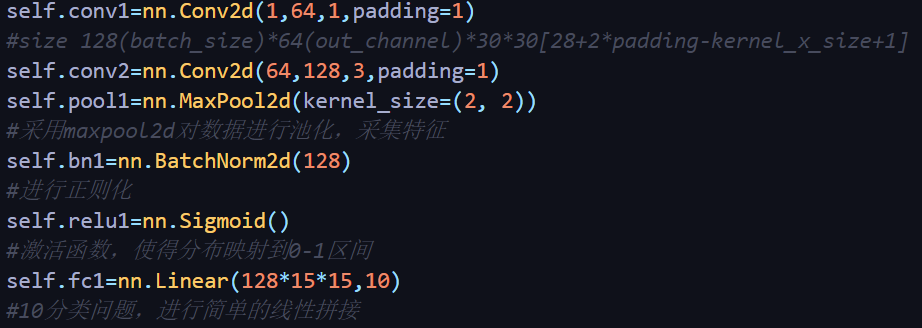 self.conv1=nn.Conv2d(1,64,1,padding=1)
#size 128(batch_size)*64(out_channel)*30*30[28+2*padding-kernel_x_size+1]
self.conv2=nn.Conv2d(64,128,3,padding=1)
self.pool1=nn.MaxPool2d(kernel_size=(2, 2))
#采用maxpool2d对数据进行池化，采集特征
self.bn1=nn.BatchNorm2d(128)
#进行正则化
self.relu1=nn.Sigmoid()
#激活函数，使得分布映射到0-1区间
self.fc1=nn.Linear(128*15*15,10)
#10分类问题，进行简单的线性拼接